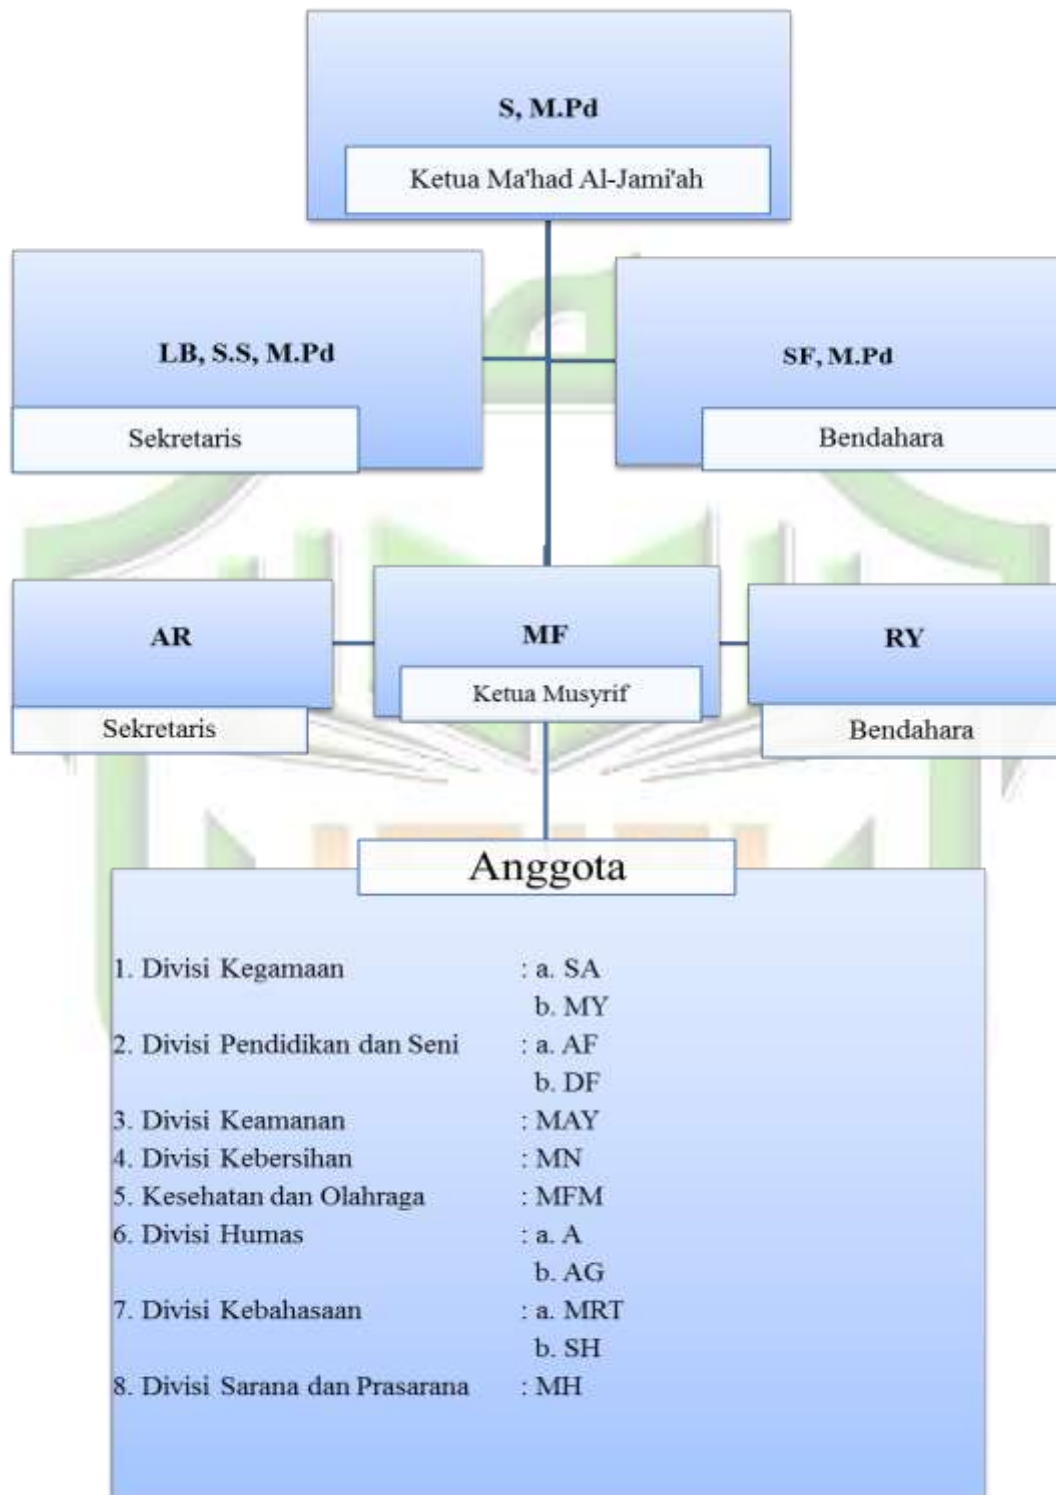 S, M.Pd
Ketua Ma'had Al-Jami'ah
LB, S.S, M.Pd
Sekretaris
SF, M.Pd
Bendahara
AR
Sekretaris
MF
Ketua Musyrif
RY
Bendahara
Anggota
1. Divisi Kegamaan : a. SA
b. MY
2. Divisi Pendidikan dan Seni : a. AF
b. DF
3. Divisi Keamanan : MAY
4. Divisi Kebersihan : MN
5. Kesehatan dan Olahraga : MFM
6. Divisi Humas : a. A
b. AG
7. Divisi Kebahasaan : a. MRT
b. SH
8. Divisi Sarana dan Prasarana : MH